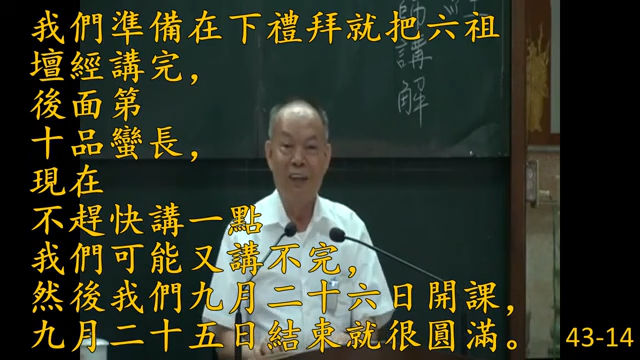 我們準備在下禮拜就把六祖
壇經講完，
後面第
十品蠻長，
現在
不趕快講一點
我們可能又講不完，
然後我們九月二十六日開課，
九月二十五日結束就很圓滿。
43-14
師講解